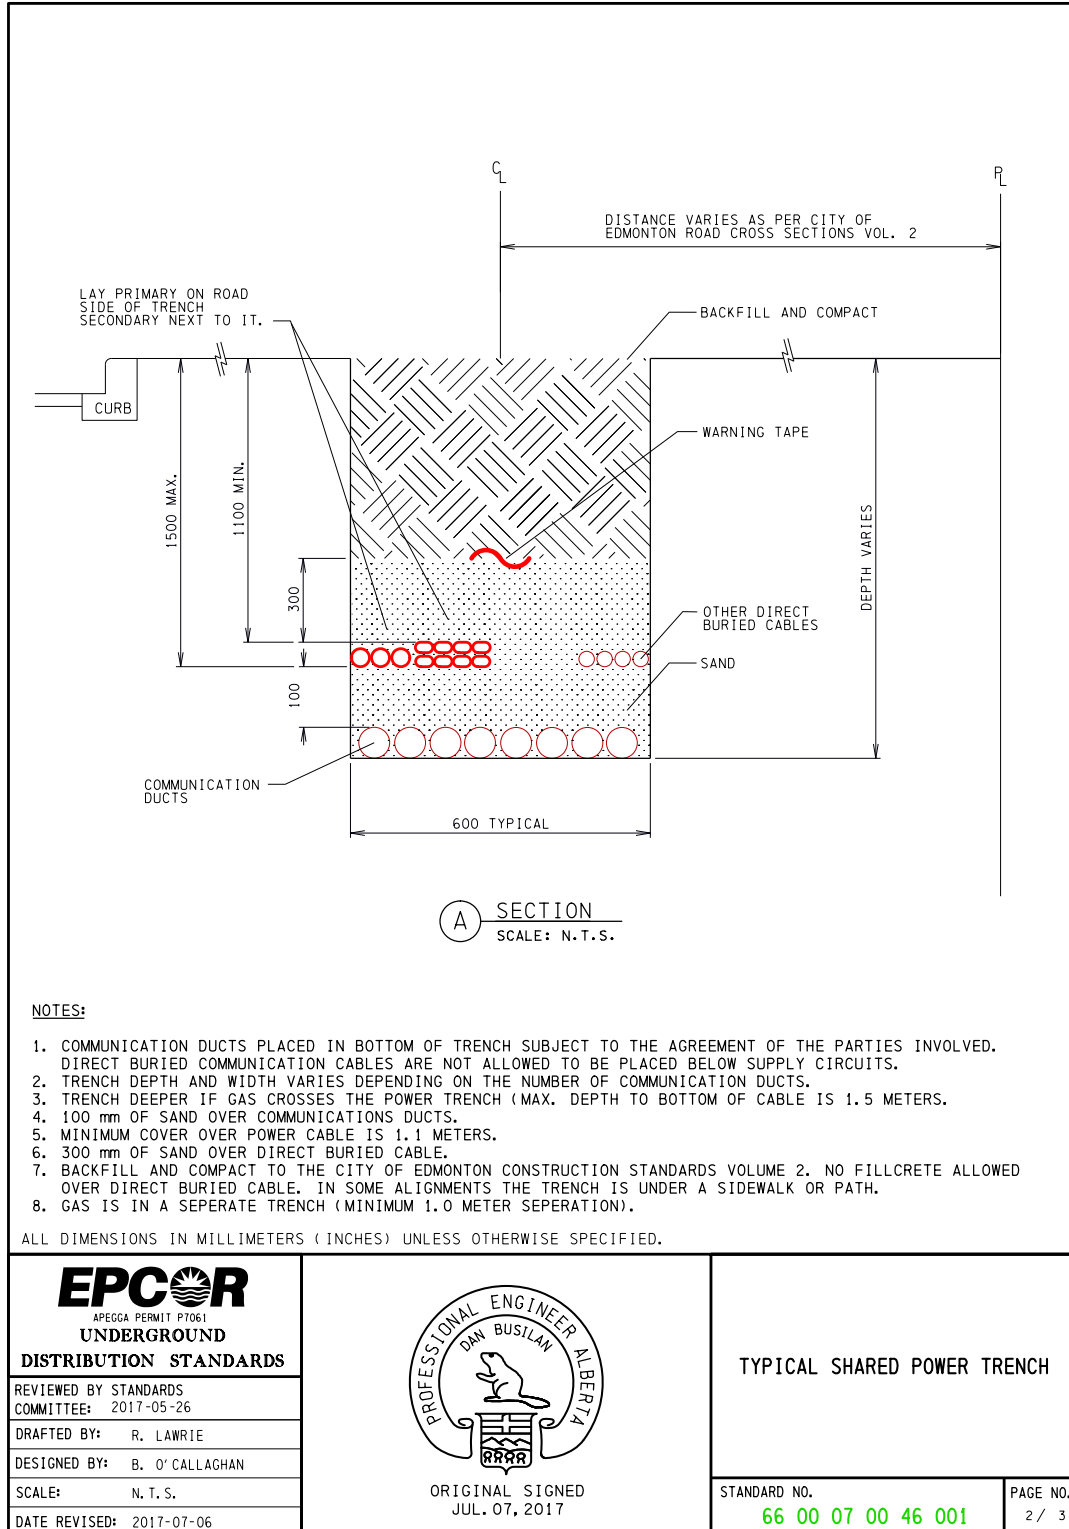 CL
PL
DISTANCE VARIES AS PER CITY OF
EDMONTON ROAD CROSS SECTIONS VOL. 2
LAY PRIMARY ON ROAD
SIDE OF TRENCH
SECONDARY NEXT TO IT.
BACKFILL AND COMPACT
CURB
WARNING TAPE
1500 MAX.
1100 MIN.
DEPTH VARIES
300
OTHER DIRECT
BURIED CABLES
SAND
100
COMMUNICATION
DUCTS
600 TYPICAL
A SECTION
SCALE: N.T.S.
NOTES:
1. COMMUNICATION DUCTS PLACED IN BOTTOM OF TRENCH SUBJECT TO THE AGREEMENT OF THE PARTIES INVOLVED.
DIRECT BURIED COMMUNICATION CABLES ARE NOT ALLOWED TO BE PLACED BELOW SUPPLY CIRCUITS.
2. TRENCH DEPTH AND WIDTH VARIES DEPENDING ON THE NUMBER OF COMMUNICATION DUCTS.
3. TRENCH DEEPER IF GAS CROSSES THE POWER TRENCH (MAX. DEPTH TO BOTTOM OF CABLE IS 1.5 METERS.
4. 100 mm OF SAND OVER COMMUNICATIONS DUCTS.
5. MINIMUM COVER OVER POWER CABLE IS 1.1 METERS.
6. 300 mm OF SAND OVER DIRECT BURIED CABLE.
7. BACKFILL AND COMPACT TO THE CITY OF EDMONTON CONSTRUCTION STANDARDS VOLUME 2. NO FILLCRETE ALLOWED
OVER DIRECT BURIED CABLE. IN SOME ALIGNMENTS THE TRENCH IS UNDER A SIDEWALK OR PATH.
8. GAS IS IN A SEPERATE TRENCH (MINIMUM 1.0 METER SEPERATION).
ALL DIMENSIONS IN MILLIMETERS (INCHES) UNLESS OTHERWISE SPECIFIED.
EPCOR
APEGGA PERMIT P7061
UNDERGROUND
DISTRIBUTION STANDARDS
REVIEWED BY STANDARDS
COMMITTEE: 2017-05-26
DRAFTED BY: R. LAWRIE
DESIGNED BY: B. O'CALLAGHAN
SCALE: N.T.S.
DATE REVISED: 2017-07-06
PROFESSIONAL ENGINEER ALBERTA
DAN BUSILAN
ORIGINAL SIGNED
JUL. 07, 2017
TYPICAL SHARED POWER TRENCH
STANDARD NO.
66 00 07 00 46 001
PAGE NO.
2/ 3